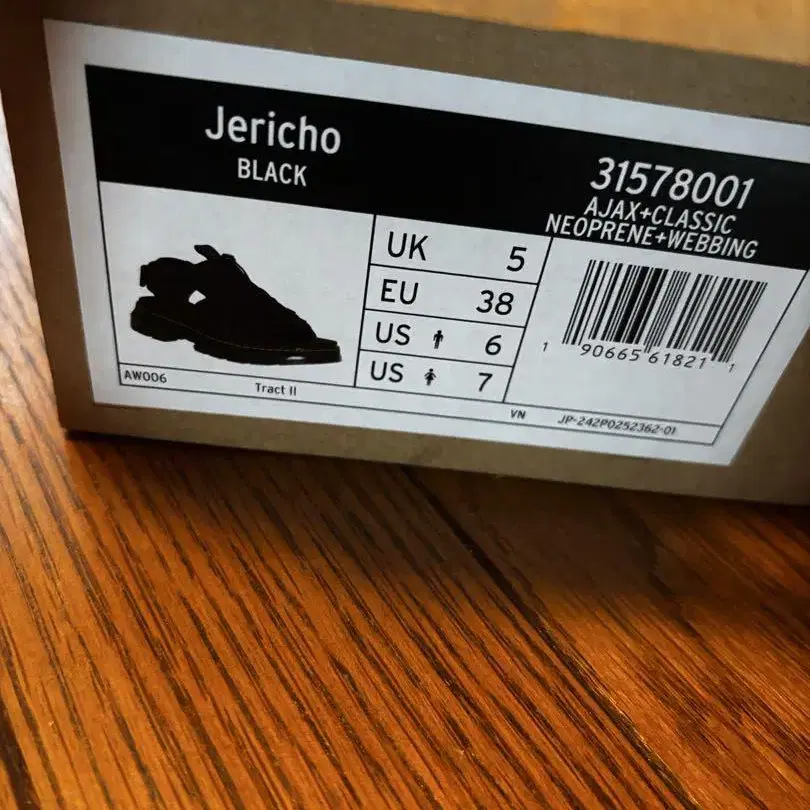 Jericho
BLACK
31578001
AJAX+CLASSIC
NEOPRENE+WEBBING
UK 5
EU 38
US 6
US 7
1 90665 61821 1
AW006
Tract II
VN
JP-242P0252362-01